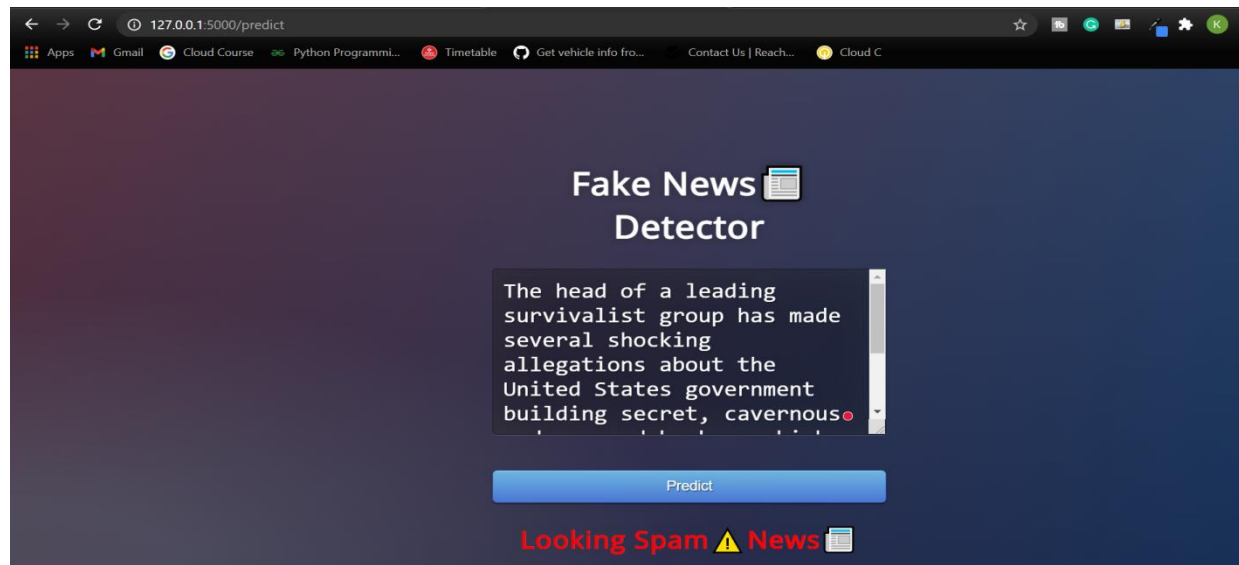 127.0.0.1:5000/predict
Apps Gmail Cloud Course Python Programmi... Timetable Get vehicle info fro... Contact Us | Reach... Cloud C
Fake News
Detector
The head of a leading
survivalist group has made
several shocking
allegations about the
United States government
building secret, cavernous
Predict
Looking Spam News